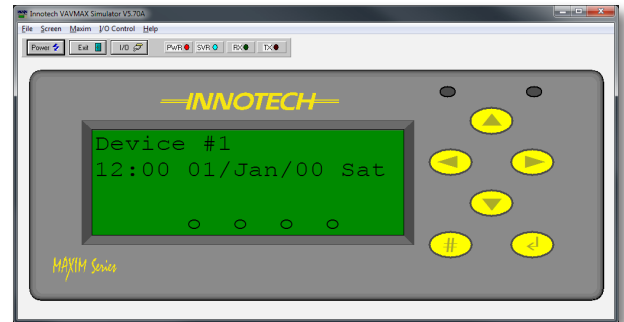 Innotech VAVMAX Simulator V5.70A
File Screen Maxim I/O Control Help
Power Exit I/O PWR SVR RX TX
INNOTECH
Device #1
12:00 01/Jan/00 Sat
#
MAXIM Series